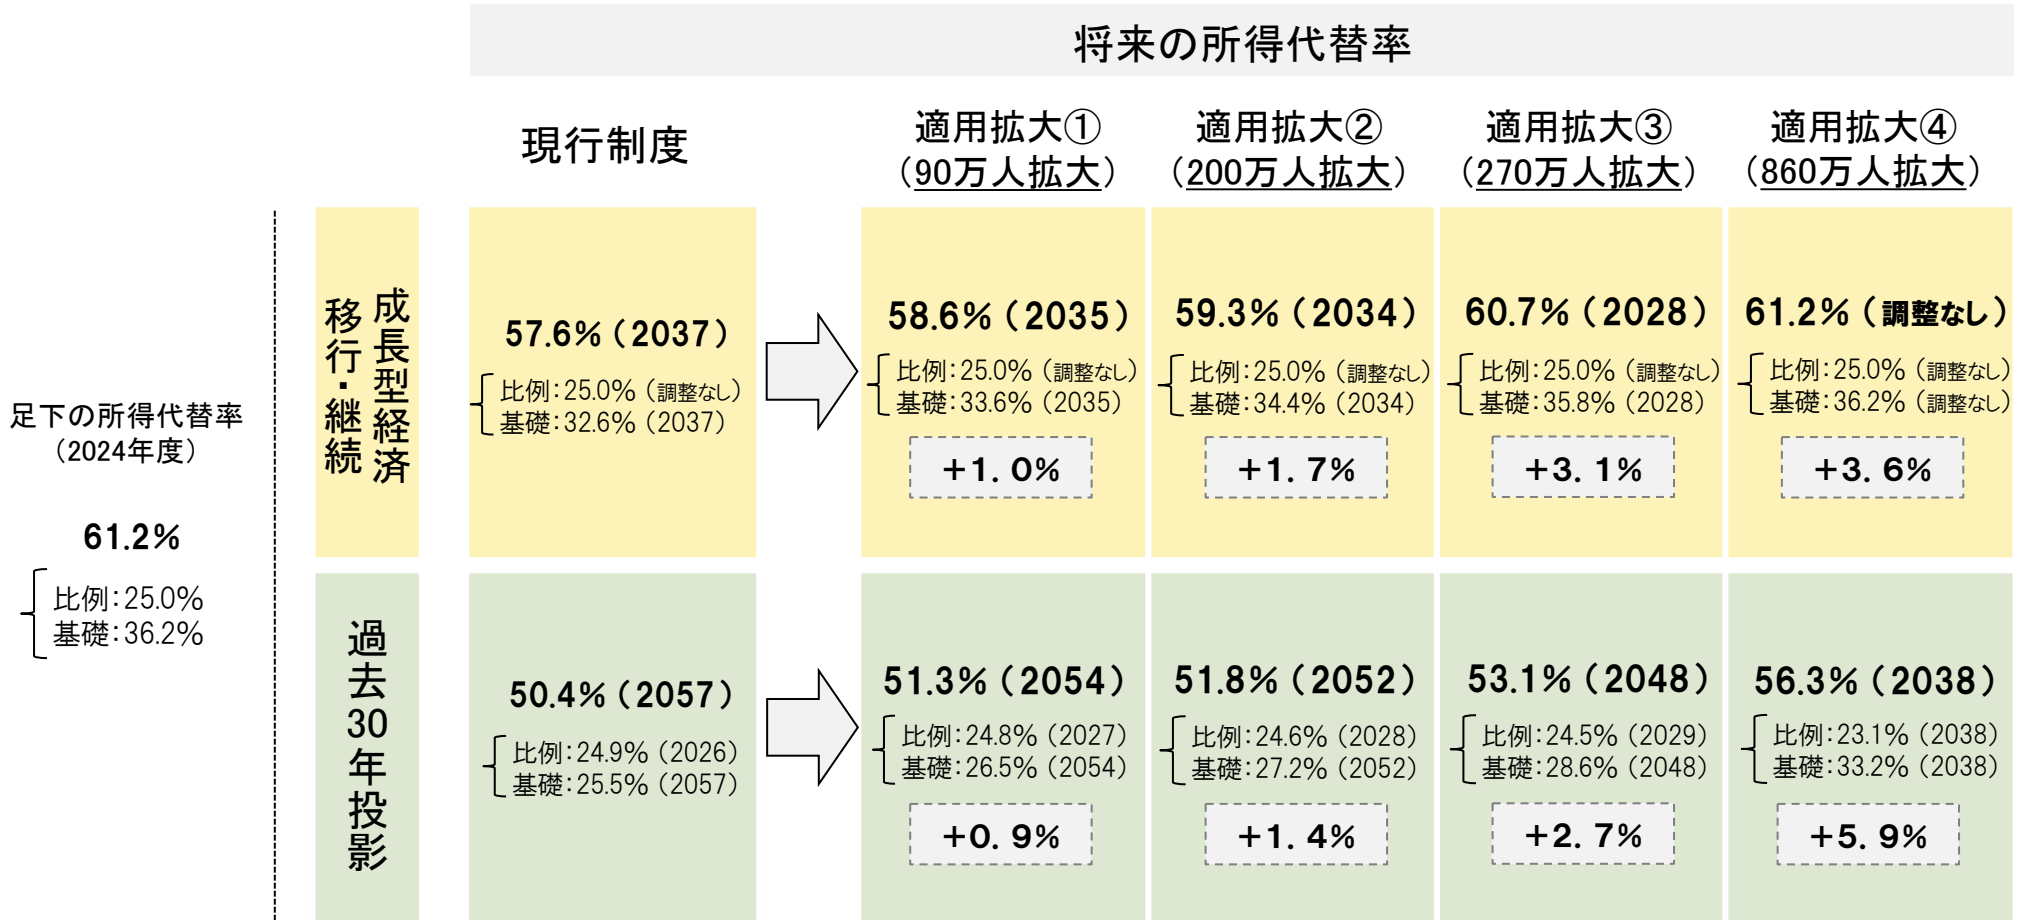 将来の所得代替率
現行制度
適用拡大①
（90万人拡大）
適用拡大②
（200万人拡大）
適用拡大③
（270万人拡大）
適用拡大④
（860万人拡大）
足下の所得代替率
（2024年度）
61.2%
比例：25.0%
基礎：36.2%
成長型経済
移行・継続
57.6%（2037）
比例：25.0%（調整なし）
基礎：32.6%（2037）
58.6%（2035）
比例：25.0%（調整なし）
基礎：33.6%（2035）
＋1．0%
59.3%（2034）
比例：25.0%（調整なし）
基礎：34.4%（2034）
＋1．7%
60.7%（2028）
比例：25.0%（調整なし）
基礎：35.8%（2028）
＋3．1%
61.2%（調整なし）
比例：25.0%（調整なし）
基礎：36.2%（調整なし）
＋3．6%
過去30年投影
50.4%（2057）
比例：24.9%（2026）
基礎：25.5%（2057）
51.3%（2054）
比例：24.8%（2027）
基礎：26.5%（2054）
＋0．9%
51.8%（2052）
比例：24.6%（2028）
基礎：27.2%（2052）
＋1．4%
53.1%（2048）
比例：24.5%（2029）
基礎：28.6%（2048）
＋2．7%
56.3%（2038）
比例：23.1%（2038）
基礎：33.2%（2038）
＋5．9%